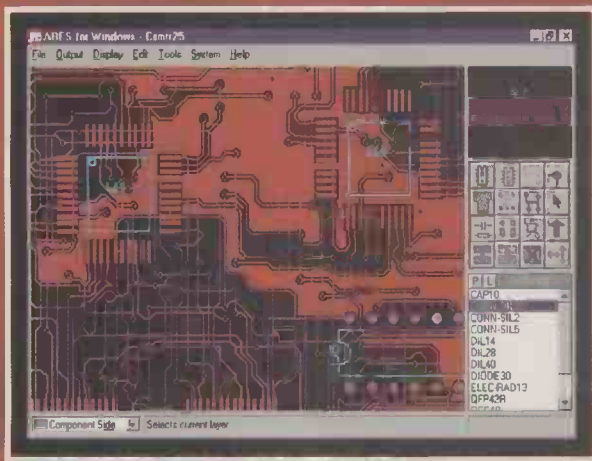 ARES for Windows - Cemtr25
File Output Display Edit Tools System Help
P L
CAP10
CONN-SIL2
CONN-SIL5
DIL14
DIL28
DIL40
DIODE30
ELEC-RAD13
QFP42R
Component Side Selects current layer